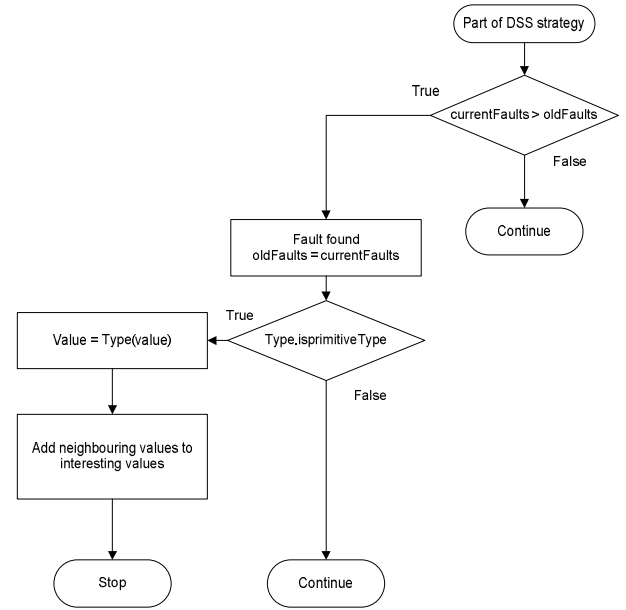 Part of DSS strategy
True
currentFaults > oldFaults
False
Continue
Fault found
oldFaults = currentFaults
True
Value = Type(value)
Type.isprimitiveType
False
Add neighbouring values to
interesting values
Stop
Continue